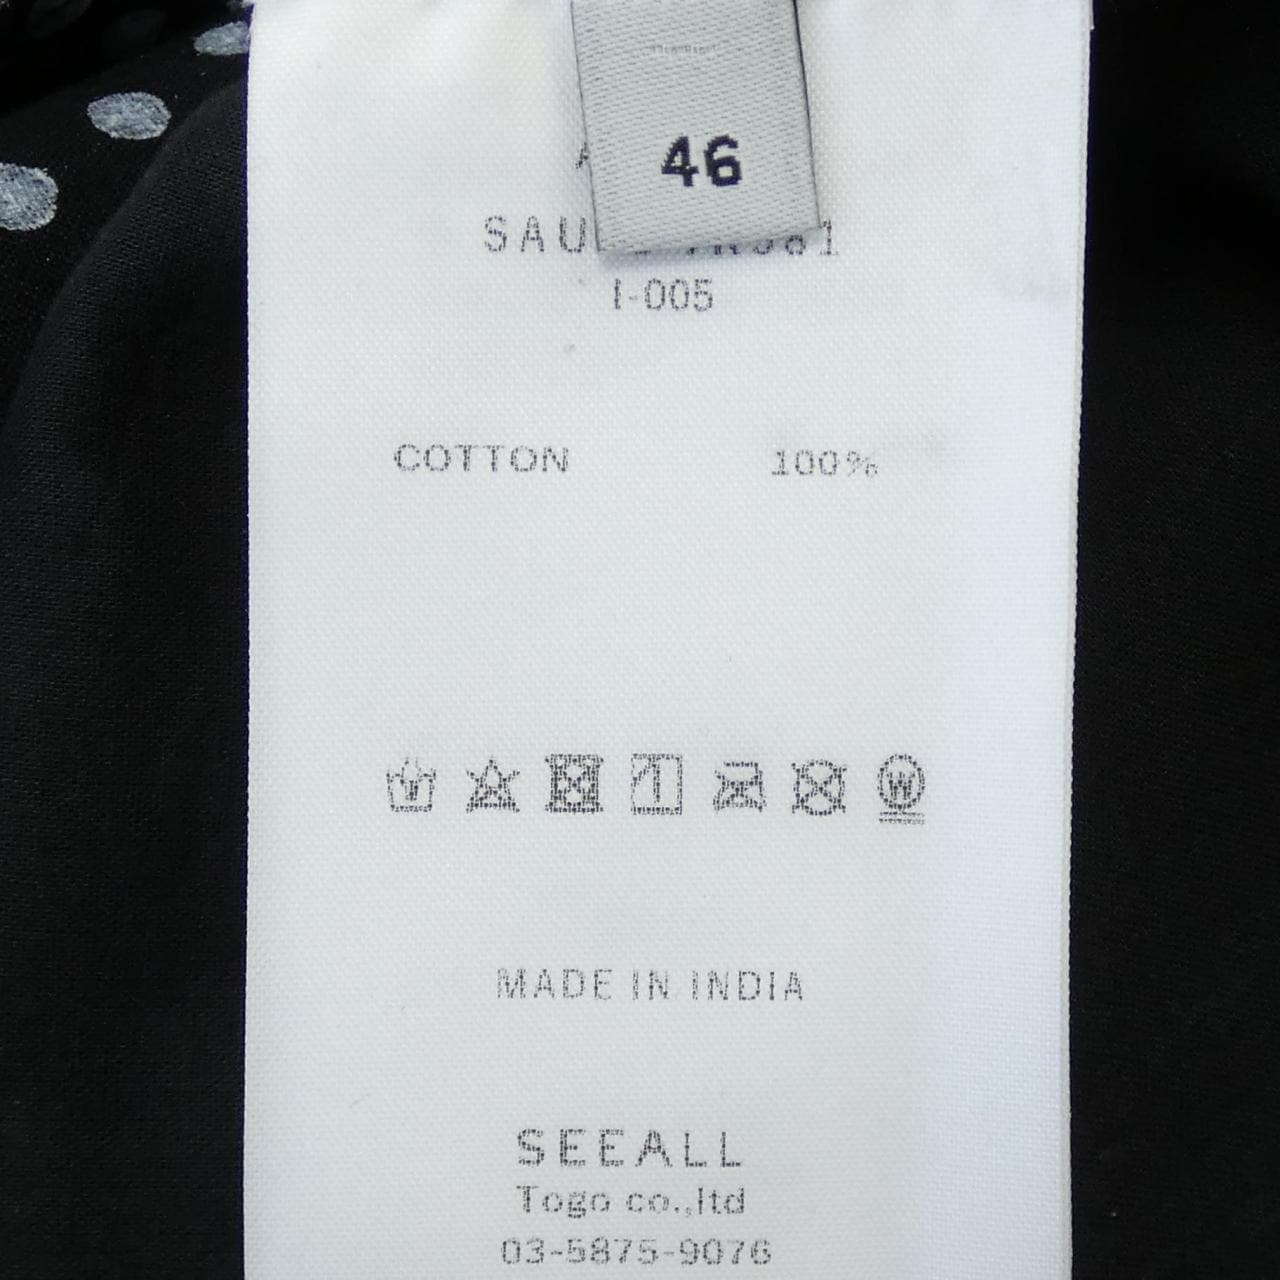 46
I-005
COTTON 100%
MADE IN INDIA
SEEALL
Togo co.,ltd
03-5875-9076